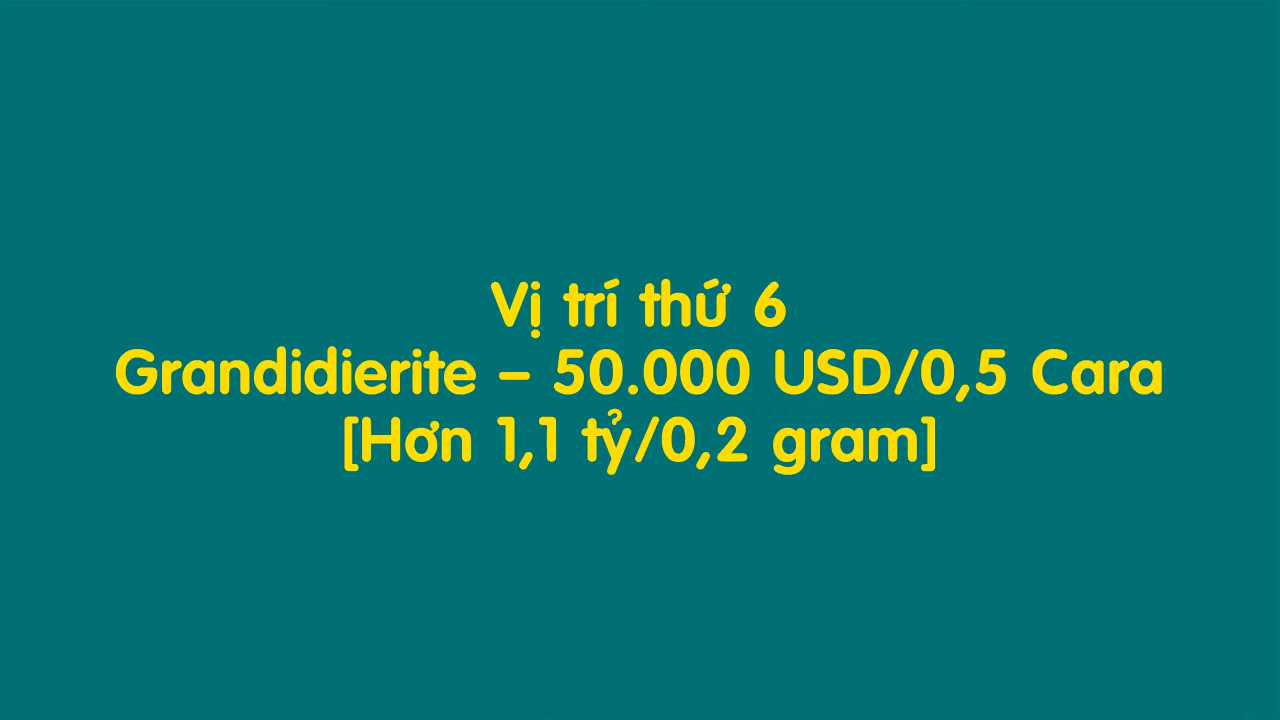 Vị trí thứ 6
Grandidierite – 50.000 USD/0,5 Cara
[Hơn 1,1 tỷ/0,2 gram]